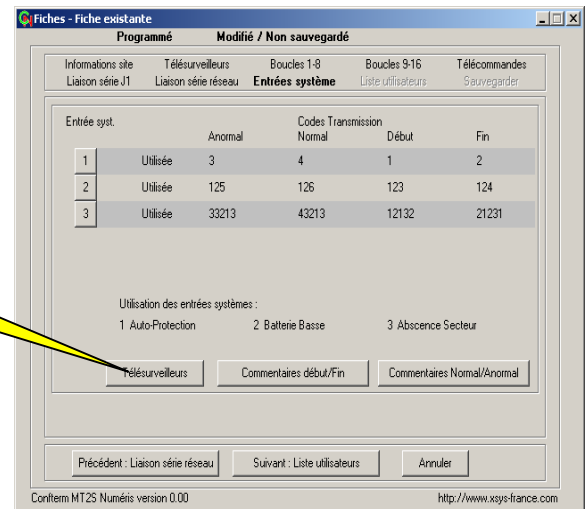 Fiches - Fiche existante
Programmé Modifié / Non sauvegardé
Informations site Télésurveilleurs Boucles 1-8 Boucles 9-16 Télécommandes
Liaison série J1 Liaison série réseau Entrées système Liste utilisateurs Sauvegarder
Entrée syst. Codes Transmission
Anormal Normal Début Fin
1 Utilisée 3 4 1 2
2 Utilisée 125 126 123 124
3 Utilisée 33213 43213 12132 21231
Utilisation des entrées systèmes :
1 Auto-Protection 2 Batterie Basse 3 Abscence Secteur
Télésurveilleurs Commentaires début/Fin Commentaires Normal/Anormal
Précédent : Liaison série réseau Suivant : Liste utilisateurs Annuler
Confterm MT2S Numéris version 0.00 http://www.xsys-france.com